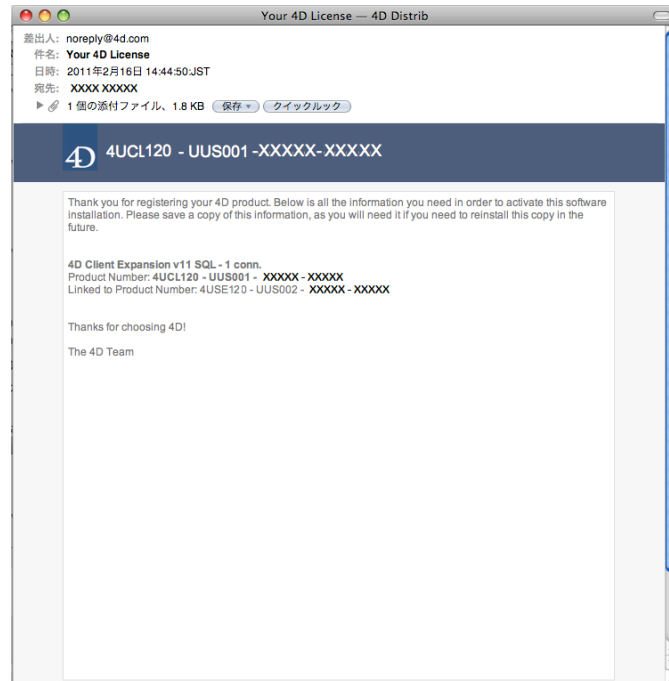 Your 4D License — 4D Distrib
差出人: noreply@4d.com
件名: Your 4D License
日時: 2011年2月16日 14:44:50:JST
宛先: XXXX XXXXX
1 個の添付ファイル、1.8 KB 保存 クイックルック
4D 4UCL120 - UUS001 -XXXXX-XXXXX
Thank you for registering your 4D product. Below is all the information you need in order to activate this software
installation. Please save a copy of this information, as you will need it if you need to reinstall this copy in the
future.
4D Client Expansion v11 SQL - 1 conn.
Product Number: 4UCL120 - UUS001 - XXXXX - XXXXX
Linked to Product Number: 4USE120 - UUS002 - XXXXX - XXXXX
Thanks for choosing 4D!
The 4D Team